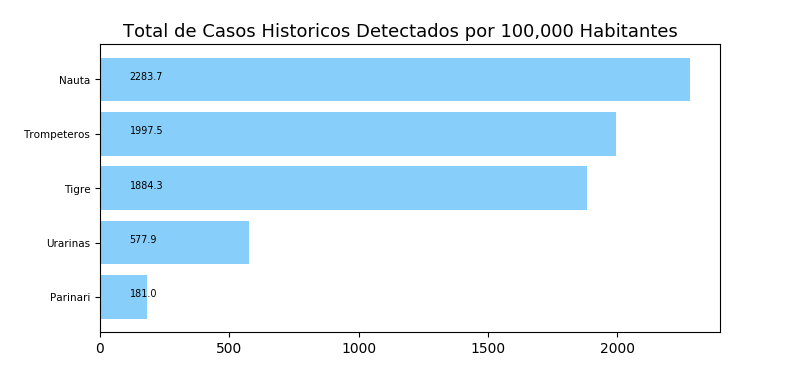 Total de Casos Historicos Detectados por 100,000 Habitantes
Nauta 2283.7
Trompeteros 1997.5
Tigre 1884.3
Urarinas 577.9
Parinari 181.0
0 500 1000 1500 2000